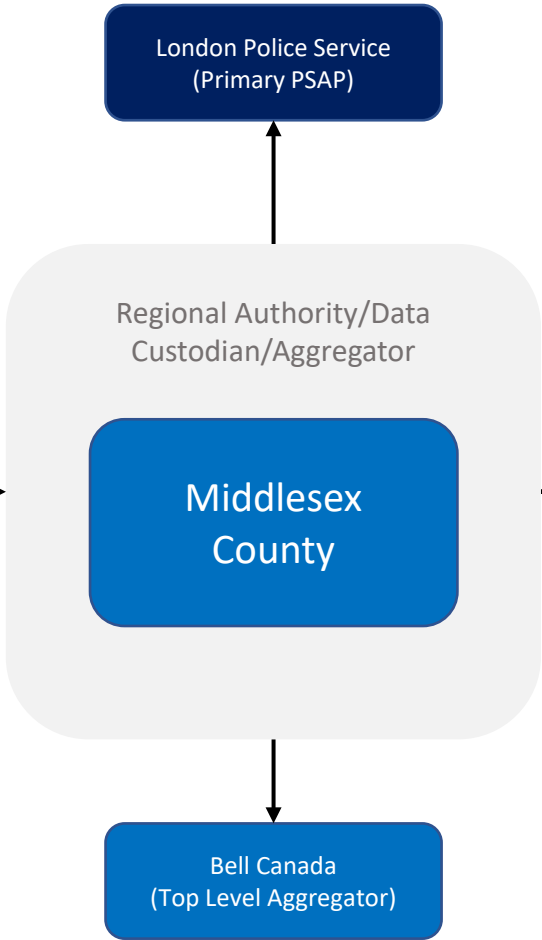 London Police Service
(Primary PSAP)
Regional Authority/Data
Custodian/Aggregator
Middlesex
County
Bell Canada
(Top Level Aggregator)